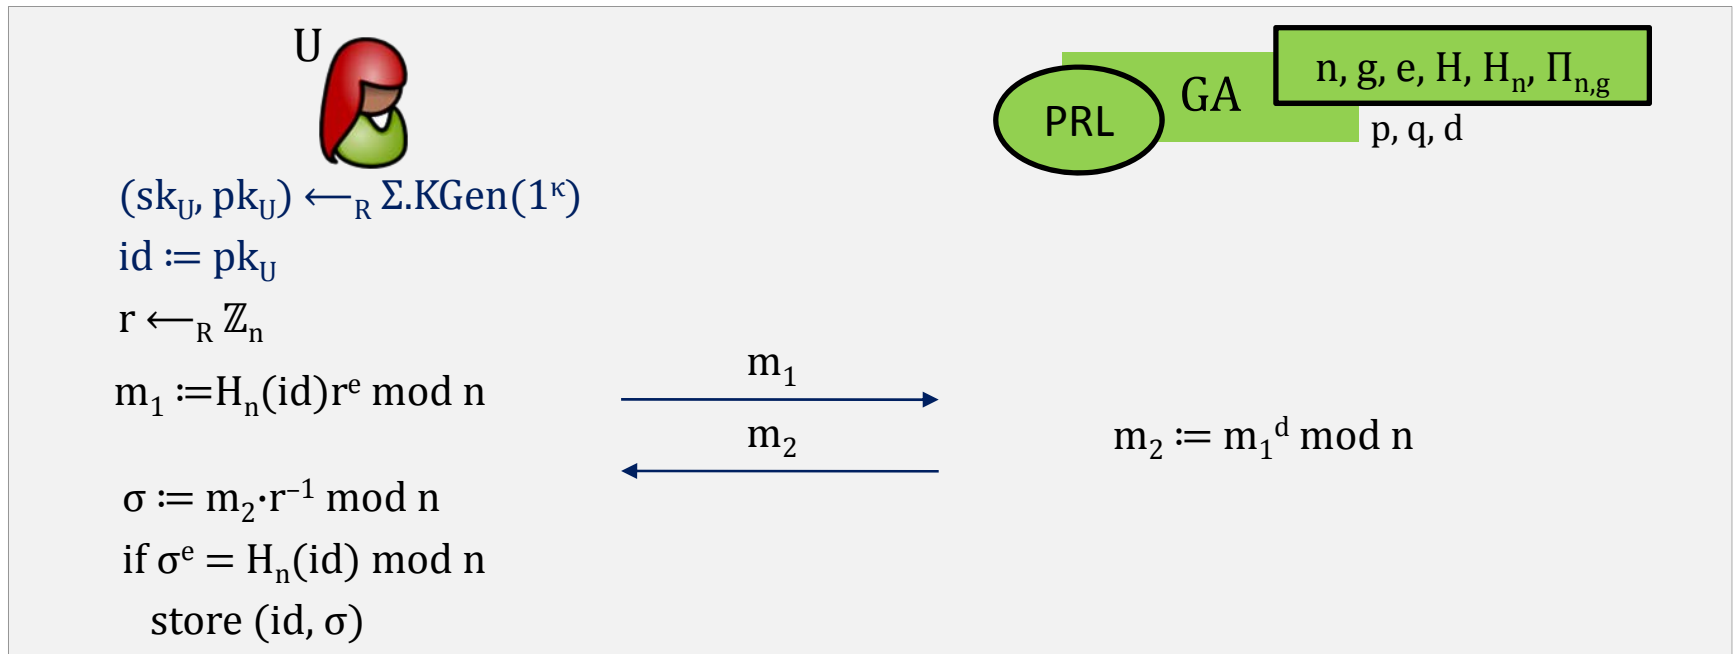 U
n, g, e, H, Hₙ, Πₙ,g
GA
PRL
p, q, d
(skᵤ, pkᵤ) ⟵ᵣ Σ.KGen(1^κ)
id ≔ pkᵤ
r ⟵ᵣ ℤₙ
m₁ ≔Hₙ(id)rᵉ mod n
m₁
m₂
m₂ ≔ m₁ᵈ mod n
σ ≔ m₂·r⁻¹ mod n
if σᵉ = Hₙ(id) mod n
store (id, σ)